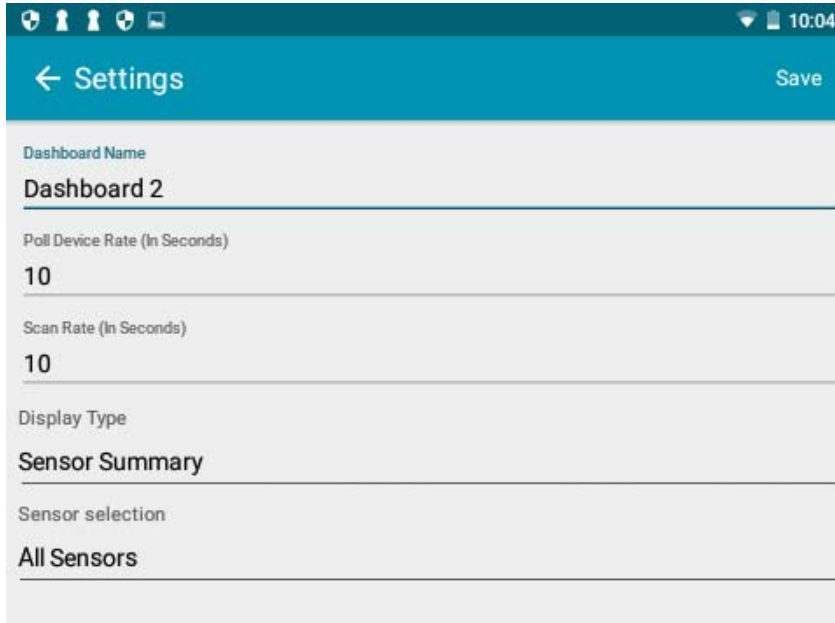 10:04
Settings
Save
Dashboard Name
Dashboard 2
Poll Device Rate (In Seconds)
10
Scan Rate (In Seconds)
10
Display Type
Sensor Summary
Sensor selection
All Sensors